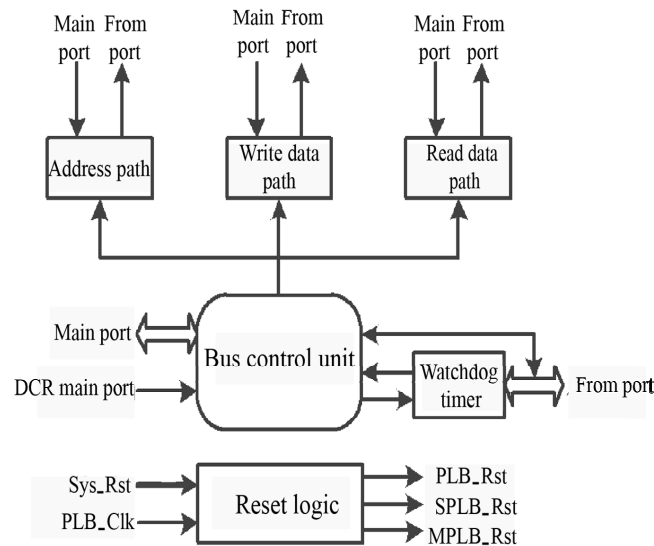 Main port
From port
Main port
From port
Main port
From port
Address path
Write data path
Read data path
Main port
Bus control unit
DCR main port
Watchdog timer
From port
Sys_Rst
PLB_Clk
Reset logic
PLB_Rst
SPLB_Rst
MPLB_Rst